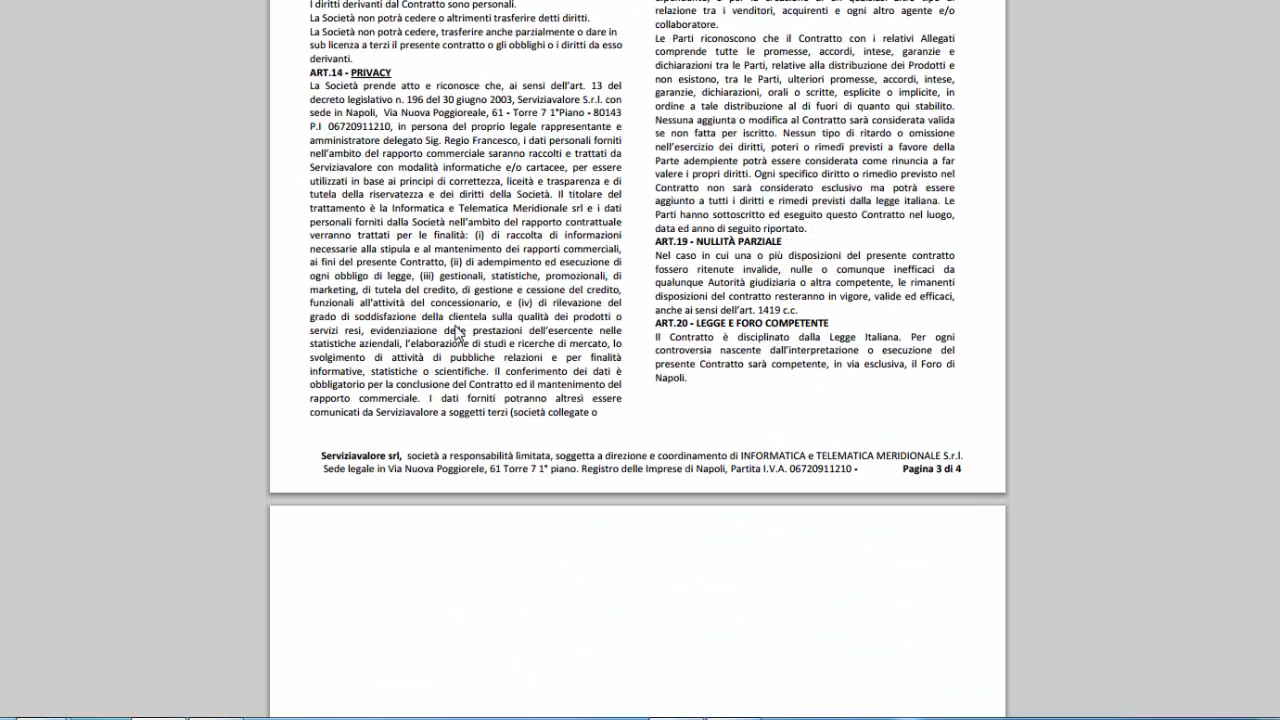 I diritti derivanti dal Contratto sono personali.
La Società non potrà cedere o altrimenti trasferire detti diritti.
La Società non potrà cedere, trasferire anche parzialmente o dare in
sub licenza a terzi il presente contratto o gli obblighi o i diritti da esso
derivanti.
ART.14 - PRIVACY
La Società prende atto e riconosce che, ai sensi dell'art. 13 del
decreto legislativo n. 196 del 30 giugno 2003, Serviziavalore S.r.l. con
sede in Napoli, Via Nuova Poggioreale, 61 - Torre 7 1°Piano - 80143
P.I 06720911210, in persona del proprio legale rappresentante e
amministratore delegato Sig. Regio Francesco, i dati personali forniti
nell'ambito del rapporto commerciale saranno raccolti e trattati da
Serviziavalore con modalità informatiche e/o cartacee, per essere
utilizzati in base ai principi di correttezza, liceità e trasparenza e di
tutela della riservatezza e dei diritti della Società. Il titolare del
trattamento è la Informatica e Telematica Meridionale srl e i dati
personali forniti dalla Società nell'ambito del rapporto contrattuale
verranno trattati per le finalità: (i) di raccolta di informazioni
necessarie alla stipula e al mantenimento dei rapporti commerciali,
ai fini del presente Contratto, (ii) di adempimento ed esecuzione di
ogni obbligo di legge, (iii) gestionali, statistiche, promozionali, di
marketing, di tutela del credito, di gestione e cessione del credito,
funzionali all'attività del concessionario, e (iv) di rilevazione del
grado di soddisfazione della clientela sulla qualità dei prodotti o
servizi resi, evidenziazione delle prestazioni dell'esercente nelle
statistiche aziendali, l'elaborazione di studi e ricerche di mercato, lo
svolgimento di attività di pubbliche relazioni e per finalità
informative, statistiche o scientifiche. Il conferimento dei dati è
obbligatorio per la conclusione del Contratto ed il mantenimento del
rapporto commerciale. I dati forniti potranno altresì essere
comunicati da Serviziavalore a soggetti terzi (società collegate o
relazione tra i venditori, acquirenti e ogni altro agente e/o
collaboratore.
Le Parti riconoscono che il Contratto con i relativi Allegati
comprende tutte le promesse, accordi, intese, garanzie e
dichiarazioni tra le Parti, relative alla distribuzione dei Prodotti e
non esistono, tra le Parti, ulteriori promesse, accordi, intese,
garanzie, dichiarazioni, orali o scritte, esplicite o implicite, in
ordine a tale distribuzione al di fuori di quanto qui stabilito.
Nessuna aggiunta o modifica al Contratto sarà considerata valida
se non fatta per iscritto. Nessun tipo di ritardo o omissione
nell'esercizio dei diritti, poteri o rimedi previsti a favore della
Parte adempiente potrà essere considerata come rinuncia a far
valere i propri diritti. Ogni specifico diritto o rimedio previsto nel
Contratto non sarà considerato esclusivo ma potrà essere
aggiunto a tutti i diritti e rimedi previsti dalla legge italiana. Le
Parti hanno sottoscritto ed eseguito questo Contratto nel luogo,
data ed anno di seguito riportato.
ART.19 - NULLITÀ PARZIALE
Nel caso in cui una o più disposizioni del presente contratto
fossero ritenute invalide, nulle o comunque inefficaci da
qualunque Autorità giudiziaria o altra competente, le rimanenti
disposizioni del contratto resteranno in vigore, valide ed efficaci,
anche ai sensi dell'art. 1419 c.c.
ART.20 - LEGGE E FORO COMPETENTE
Il Contratto è disciplinato dalla Legge Italiana. Per ogni
controversia nascente dall'interpretazione o esecuzione del
presente Contratto sarà competente, in via esclusiva, il Foro di
Napoli.
Serviziavalore srl, società a responsabilità limitata, soggetta a direzione e coordinamento di INFORMATICA e TELEMATICA MERIDIONALE S.r.l.
Sede legale in Via Nuova Poggiorele, 61 Torre 7 1° piano. Registro delle Imprese di Napoli, Partita I.V.A. 06720911210 - Pagina 3 di 4